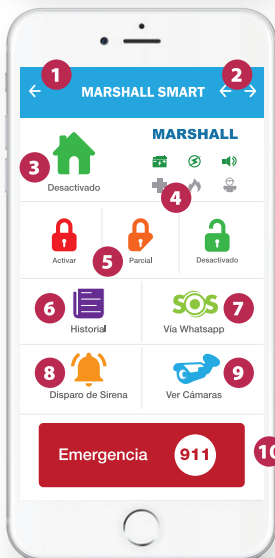 1 2
MARSHALL SMART
3
Desactivado
MARSHALL
4
Activar
5
Parcial
Desactivado
6
Historial
SOS 7
Vía Whatsapp
8
Disparo de Sirena
9
Ver Cámaras
Emergencia 911
10